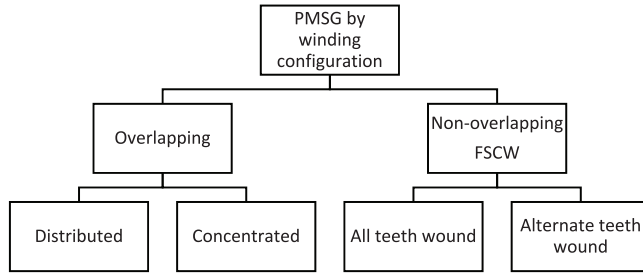 PMSG by
winding
configuration
Overlapping
Non-overlapping
FSCW
Distributed
Concentrated
All teeth wound
Alternate teeth
wound